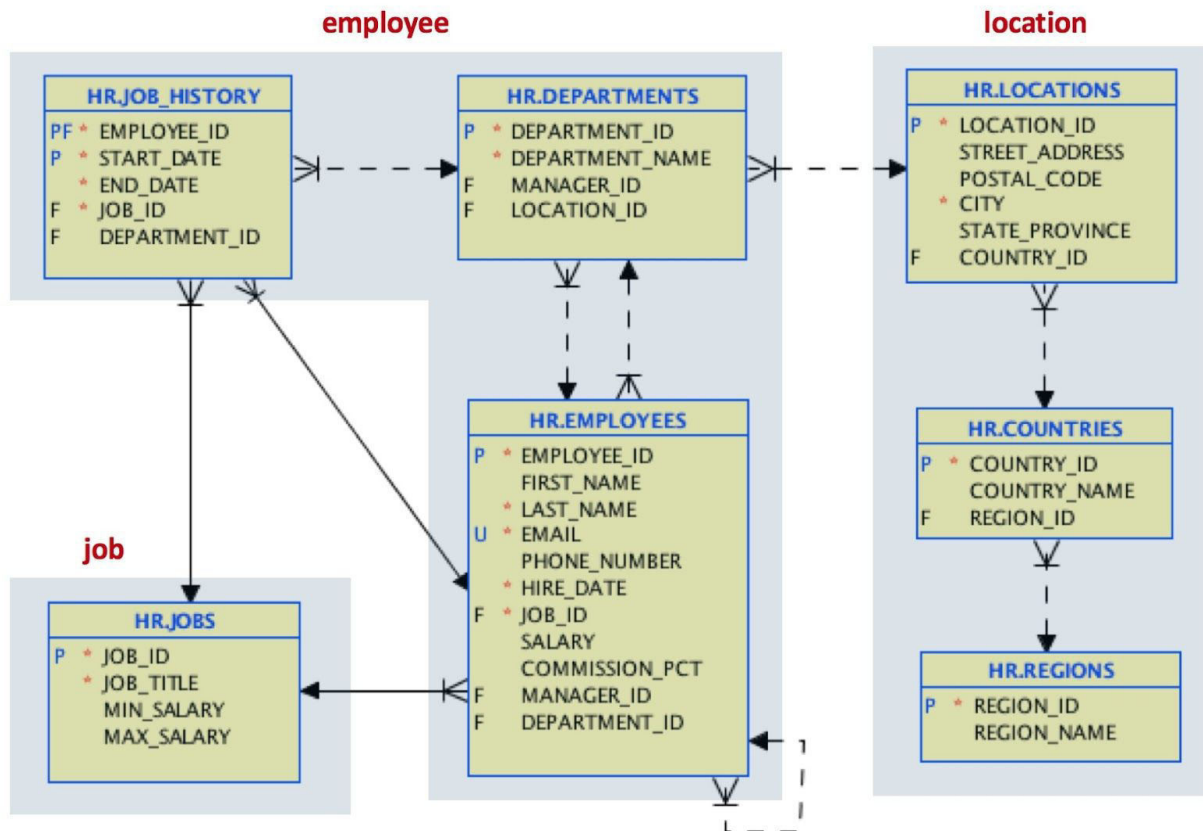 employee
location
HR.JOB_HISTORY
PF * EMPLOYEE_ID
P * START_DATE
* END_DATE
F * JOB_ID
F DEPARTMENT_ID
HR.DEPARTMENTS
P * DEPARTMENT_ID
* DEPARTMENT_NAME
F MANAGER_ID
F LOCATION_ID
HR.LOCATIONS
P * LOCATION_ID
STREET_ADDRESS
POSTAL_CODE
* CITY
STATE_PROVINCE
F COUNTRY_ID
HR.EMPLOYEES
P * EMPLOYEE_ID
FIRST_NAME
* LAST_NAME
U * EMAIL
PHONE_NUMBER
* HIRE_DATE
F * JOB_ID
SALARY
COMMISSION_PCT
F MANAGER_ID
F DEPARTMENT_ID
HR.COUNTRIES
P * COUNTRY_ID
COUNTRY_NAME
F REGION_ID
job
HR.JOBS
P * JOB_ID
* JOB_TITLE
MIN_SALARY
MAX_SALARY
HR.REGIONS
P * REGION_ID
REGION_NAME